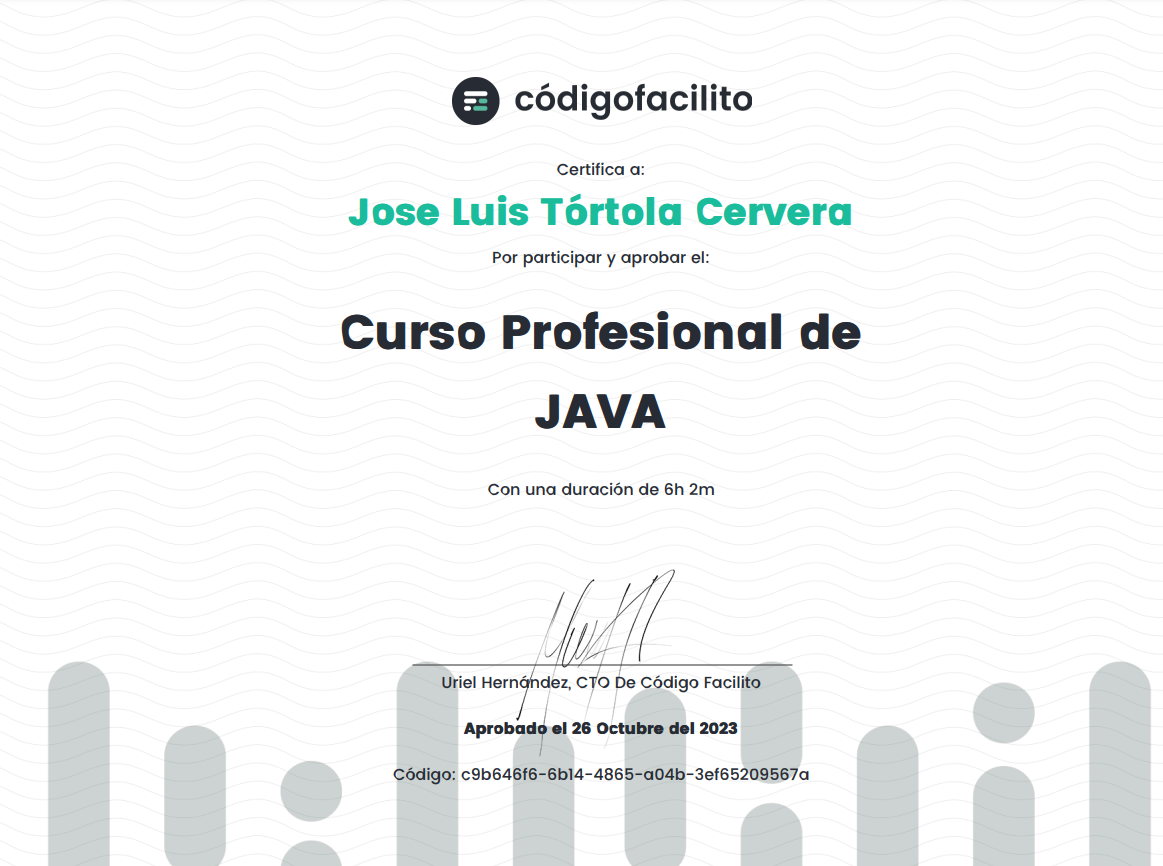 códigofacilito
Certifica a:
Jose Luis Tórtola Cervera
Por participar y aprobar el:
Curso Profesional de
JAVA
Con una duración de 6h 2m
Uriel Hernández, CTO De Código Facilito
Aprobado el 26 Octubre del 2023
Código: c9b646f6-6b14-4865-a04b-3ef65209567a